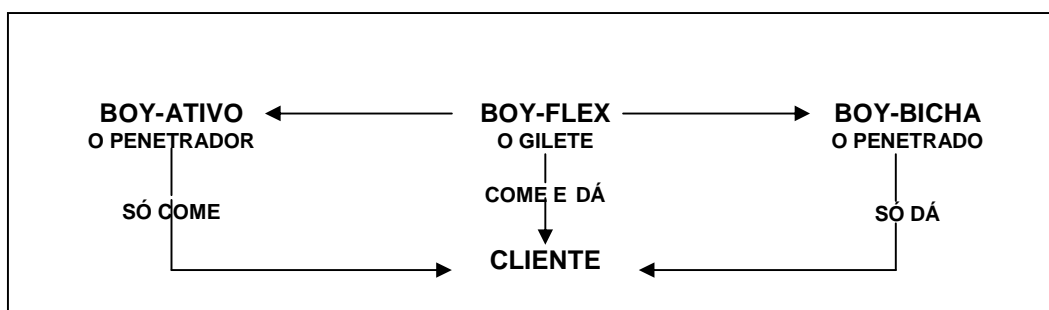 BOY-ATIVO
O PENETRADOR
SÓ COME
BOY-FLEX
O GILETE
COME E DÁ
CLIENTE
BOY-BICHA
O PENETRADO
SÓ DÁ